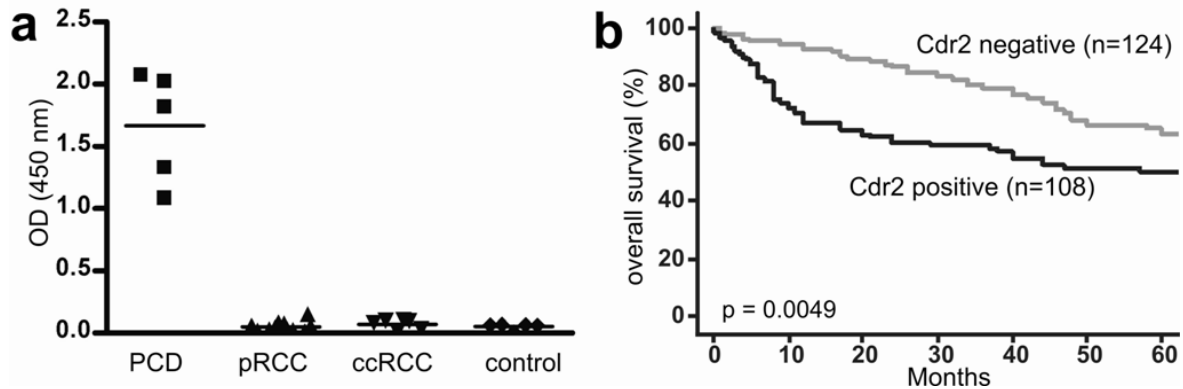 a
2.5
2.0
1.5
1.0
0.5
0.0
OD (450 nm)
PCD pRCC ccRCC control
b
100
80
60
40
20
0
overall survival (%)
Cdr2 negative (n=124)
Cdr2 positive (n=108)
p = 0.0049
0 10 20 30 40 50 60
Months